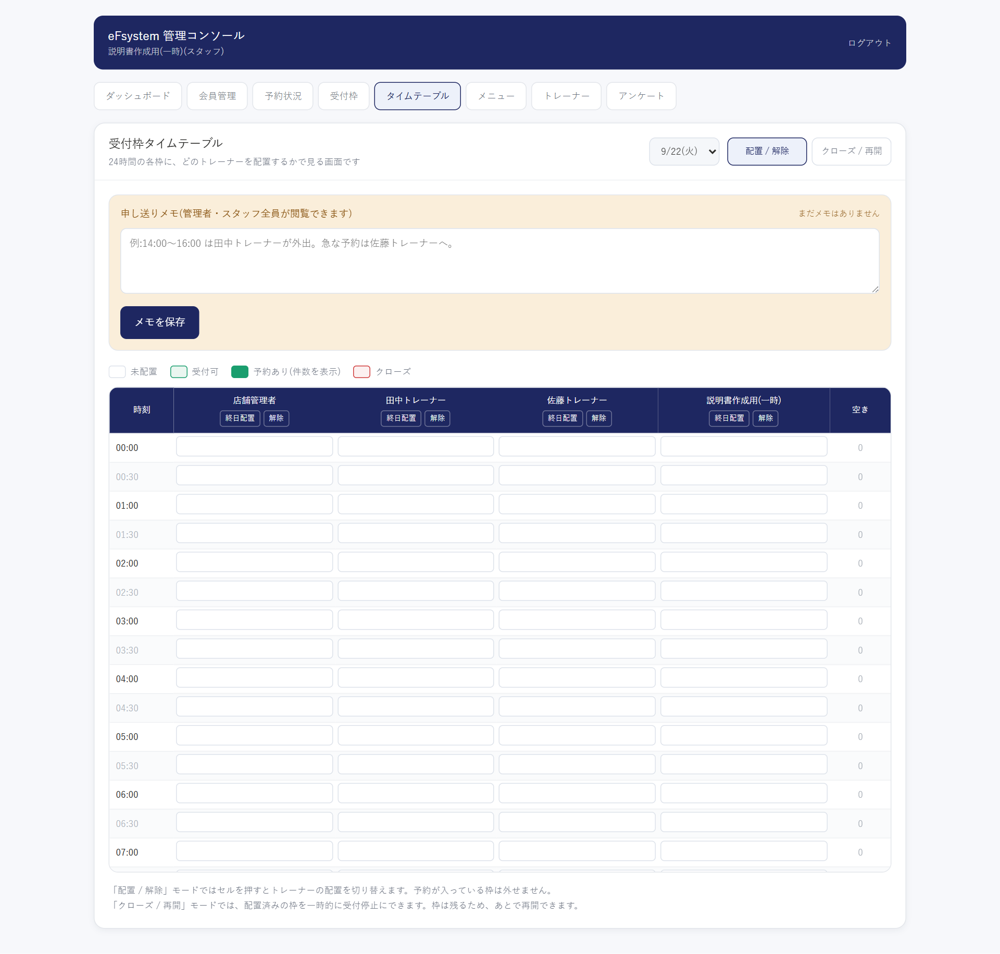 eFsystem 管理コンソール
説明書作成用(一時)(スタッフ)
ログアウト
ダッシュボード
会員管理
予約状況
受付枠
タイムテーブル
メニュー
トレーナー
アンケート
受付枠タイムテーブル
24時間の各枠に、どのトレーナーを配置するかで見る画面です
9/22(火)
配置 / 解除
クローズ / 再開
申し送りメモ(管理者・スタッフ全員が閲覧できます)
まだメモはありません
例:14:00〜16:00 は田中トレーナーが外出。急な予約は佐藤トレーナーへ。
メモを保存
未配置
受付可
予約あり(件数を表示)
クローズ
時刻
店舗管理者
終日配置 解除
田中トレーナー
終日配置 解除
佐藤トレーナー
終日配置 解除
説明書作成用(一時)
終日配置 解除
空き
00:00 0
00:30 0
01:00 0
01:30 0
02:00 0
02:30 0
03:00 0
03:30 0
04:00 0
04:30 0
05:00 0
05:30 0
06:00 0
06:30 0
07:00 0
「配置 / 解除」モードではセルを押すとトレーナーの配置を切り替えます。予約が入っている枠は外せません。
「クローズ / 再開」モードでは、配置済みの枠を一時的に受付停止にできます。枠は残るため、あとで再開できます。